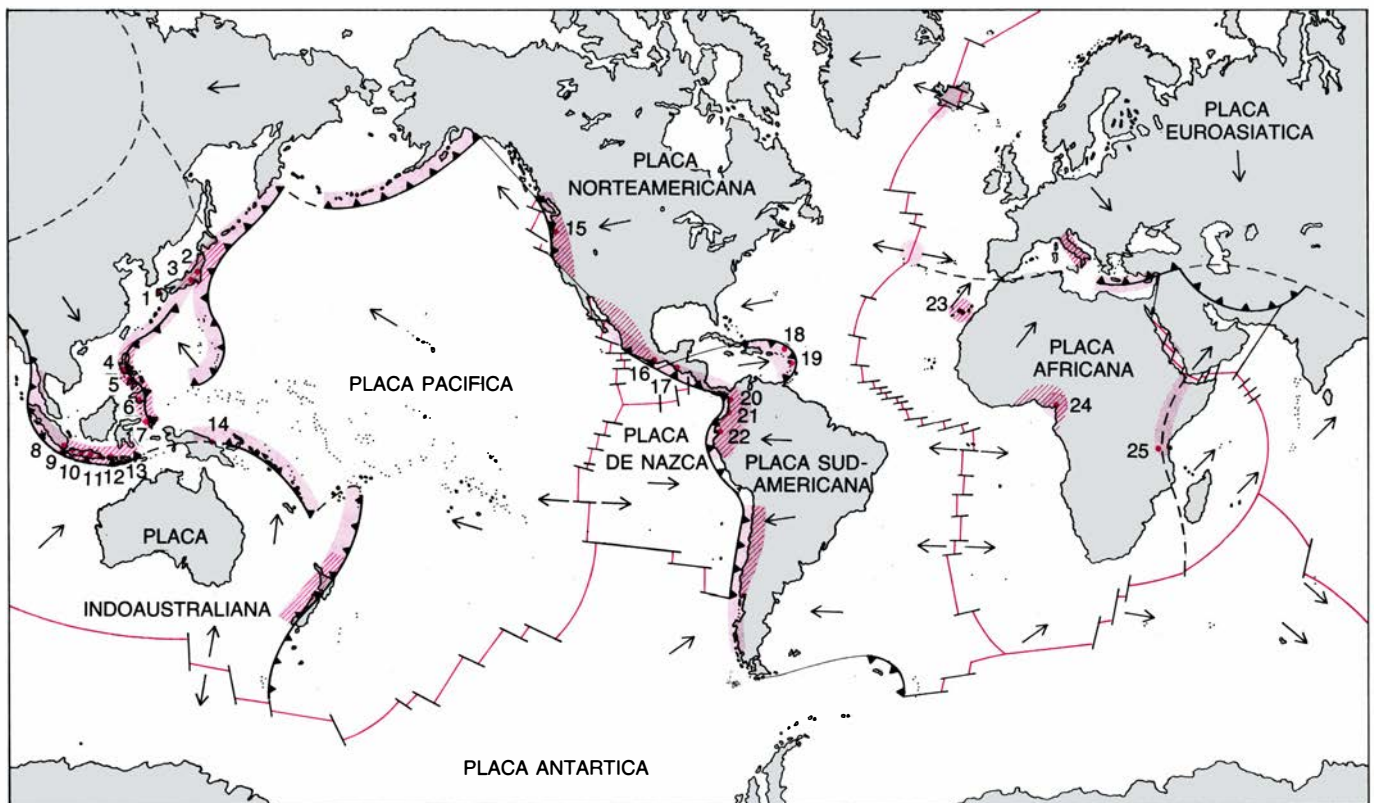 PLACA
EUROASIATICA
PLACA
NORTEAMERICANA
15
2
3
1
23
18
19
4
5
6
7
PLACA
AFRICANA
16
17
PLACA PACIFICA
20
21
22
24
14
8
9
10
11
12
13
25
PLACA
DE NAZCA
PLACA SUD-
AMERICANA
PLACA
INDOAUSTRALIANA
PLACA ANTARTICA